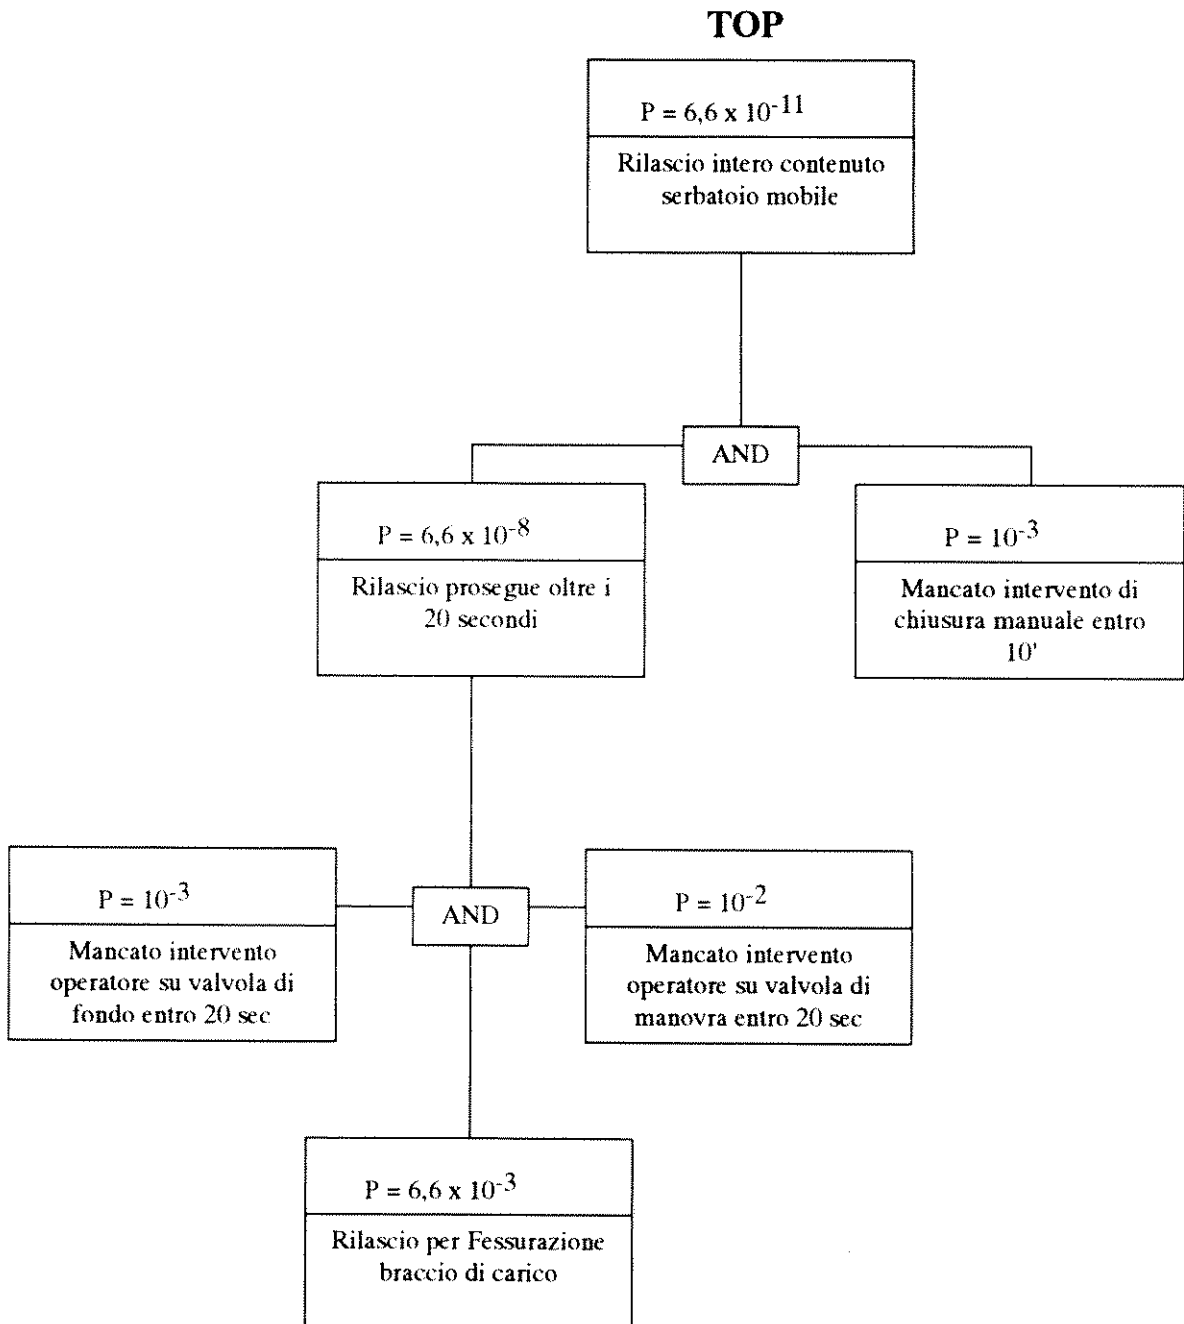 TOP
P = 6,6 x 10⁻¹¹
Rilascio intero contenuto
serbatoio mobile
AND
P = 6,6 x 10⁻⁸
Rilascio prosegue oltre i
20 secondi
P = 10⁻³
Mancato intervento di
chiusura manuale entro
10'
P = 10⁻³
Mancato intervento
operatore su valvola di
fondo entro 20 sec
AND
P = 10⁻²
Mancato intervento
operatore su valvola di
manovra entro 20 sec
P = 6,6 x 10⁻³
Rilascio per Fessurazione
braccio di carico